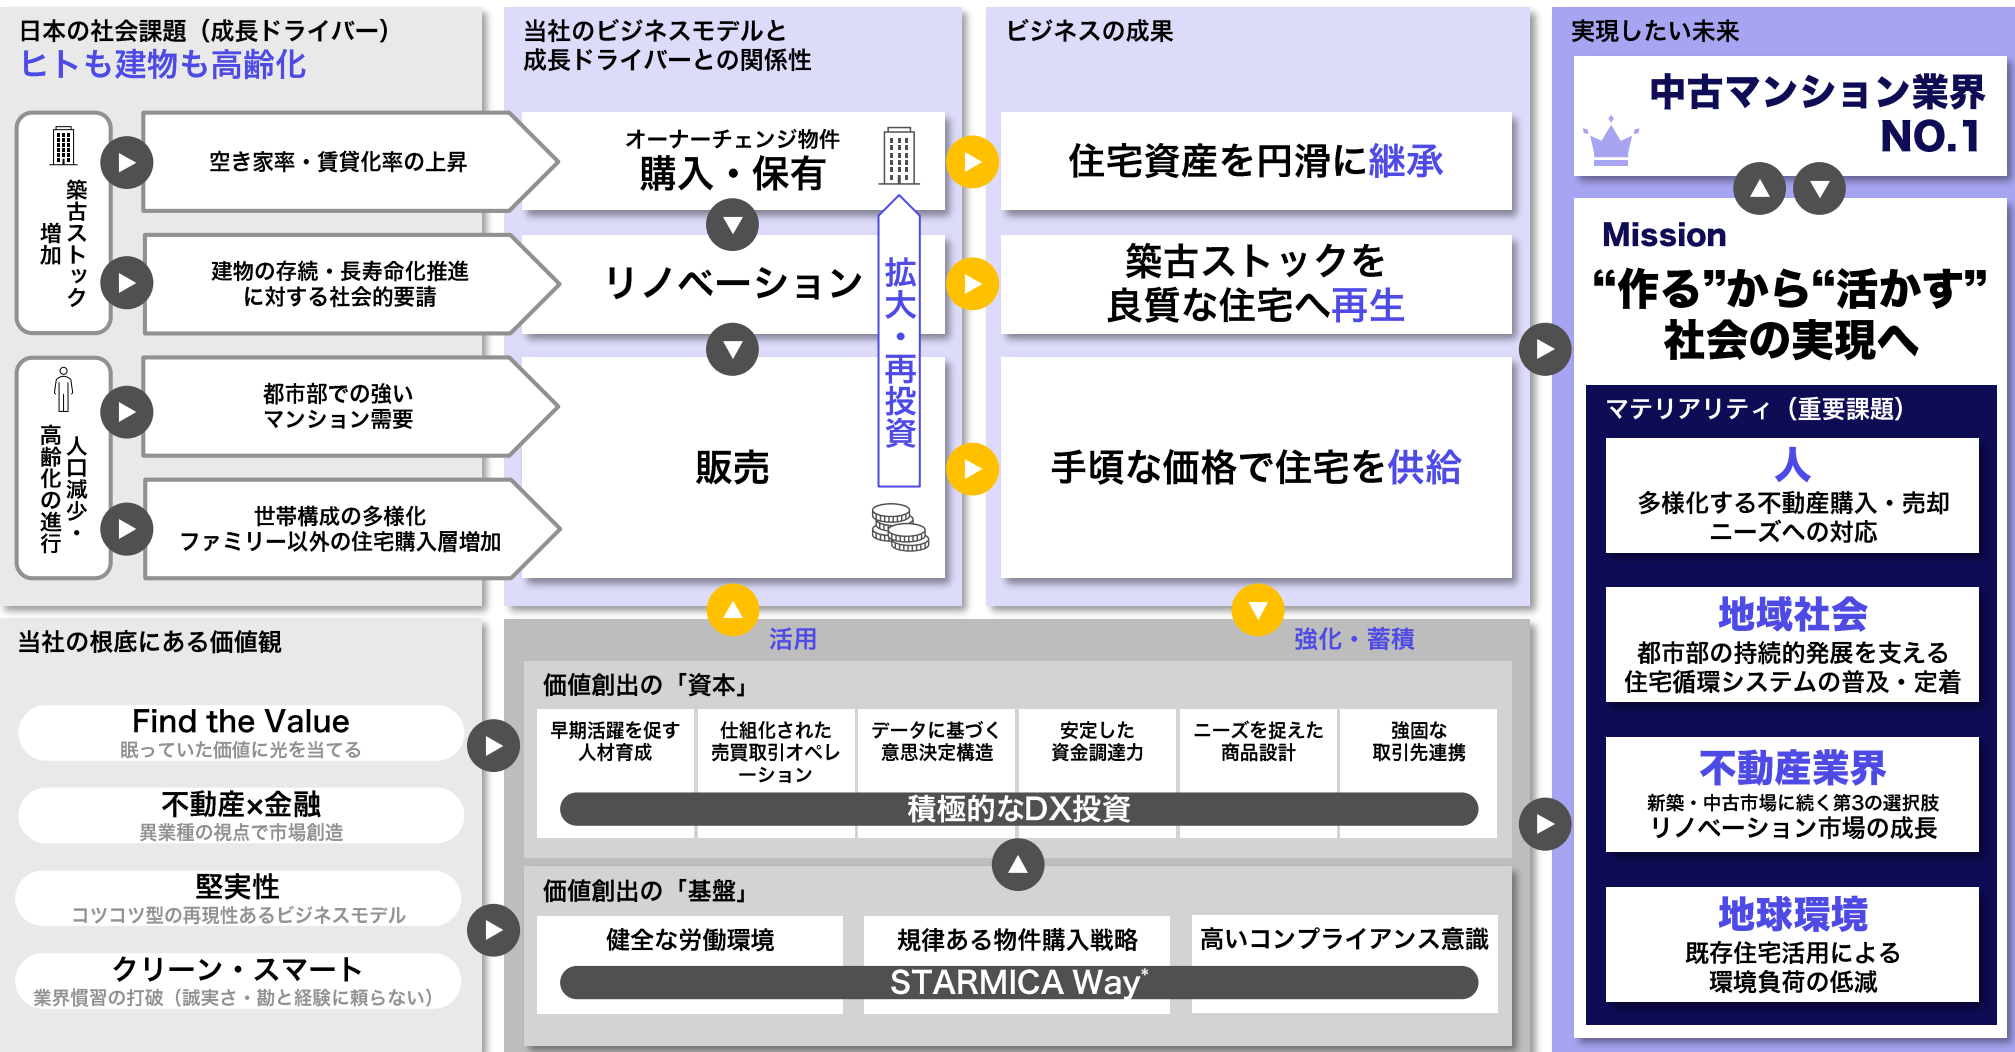 日本の社会課題（成長ドライバー）
ヒトも建物も高齢化
築古ストック
増加
空き家率・賃貸化率の上昇
建物の存続・長寿命化推進
に対する社会的要請
人口減少・
高齢化の進行
都市部での強い
マンション需要
世帯構成の多様化
ファミリー以外の住宅購入層増加
当社のビジネスモデルと
成長ドライバーとの関係性
オーナーチェンジ物件
購入・保有
リノベーション
販売
拡大・再投資
ビジネスの成果
住宅資産を円滑に継承
築古ストックを
良質な住宅へ再生
手頃な価格で住宅を供給
当社の根底にある価値観
Find the Value
眠っていた価値に光を当てる
不動産×金融
異業種の視点で市場創造
堅実性
コツコツ型の再現性あるビジネスモデル
クリーン・スマート
業界慣習の打破（誠実さ・勘と経験に頼らない）
活用
強化・蓄積
価値創出の「資本」
早期活躍を促す
人材育成
仕組化された
売買取引オペレ
ーション
データに基づく
意思決定構造
安定した
資金調達力
ニーズを捉えた
商品設計
強固な
取引先連携
積極的なDX投資
価値創出の「基盤」
健全な労働環境
規律ある物件購入戦略
高いコンプライアンス意識
STARMICA Way*
実現したい未来
中古マンション業界
NO.1
Mission
“作る”から“活かす”
社会の実現へ
マテリアリティ（重要課題）
人
多様化する不動産購入・売却
ニーズへの対応
地域社会
都市部の持続的発展を支える
住宅循環システムの普及・定着
不動産業界
新築・中古市場に続く第3の選択肢
リノベーション市場の成長
地球環境
既存住宅活用による
環境負荷の低減